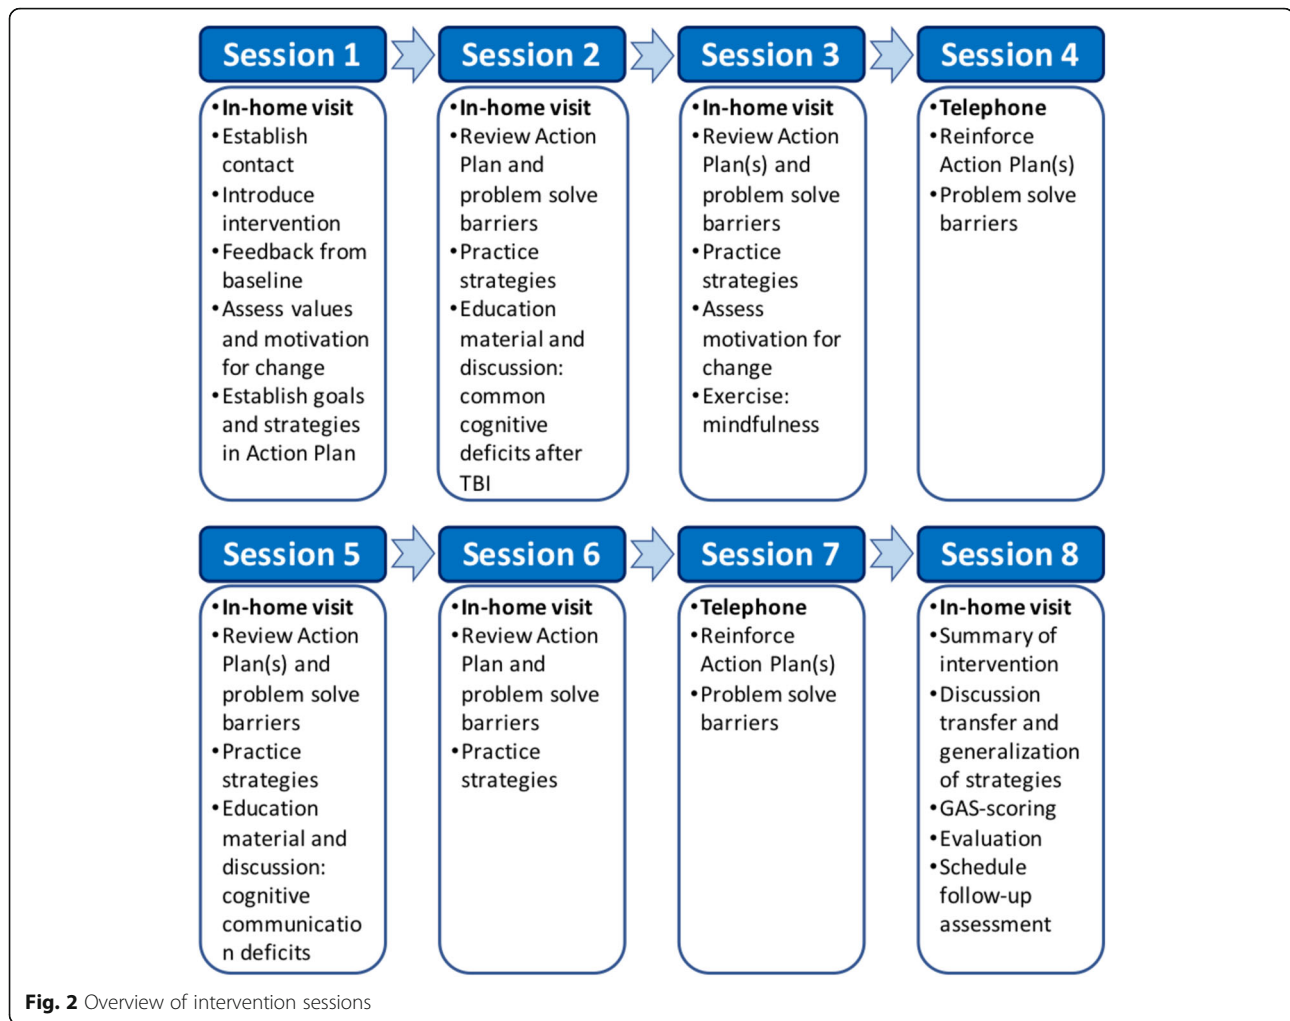 Session 1
• In-home visit
• Establish
contact
• Introduce
intervention
• Feedback from
baseline
• Assess values
and motivation
for change
• Establish goals
and strategies
in Action Plan
Session 2
• In-home visit
• Review Action
Plan and
problem solve
barriers
• Practice
strategies
• Education
material and
discussion:
common
cognitive
deficits after
TBI
Session 3
• In-home visit
• Review Action
Plan(s) and
problem solve
barriers
• Practice
strategies
• Assess
motivation for
change
• Exercise:
mindfulness
Session 4
• Telephone
• Reinforce
Action Plan(s)
• Problem solve
barriers
Session 5
• In-home visit
• Review Action
Plan(s) and
problem solve
barriers
• Practice
strategies
• Education
material and
discussion:
cognitive
communicatio
n deficits
Session 6
• In-home visit
• Review Action
Plan and
problem solve
barriers
• Practice
strategies
Session 7
• Telephone
• Reinforce
Action Plan(s)
• Problem solve
barriers
Session 8
• In-home visit
• Summary of
intervention
• Discussion
transfer and
generalization
of strategies
• GAS-scoring
• Evaluation
• Schedule
follow-up
assessment
Fig. 2 Overview of intervention sessions